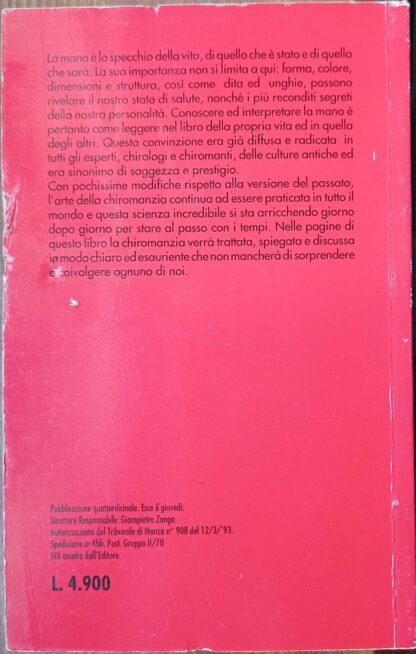 La mano è lo specchio della vita, di quello che è stato e di quello
che sarà. La sua importanza non si limita a qui: forma, colore,
dimensioni e struttura, così come dita ed unghie, possono
rivelare il nostro stato di salute, nonché i più reconditi segreti
della nostra personalità. Conoscere ed interpretare la mano è
pertanto come leggere nel libro della propria vita ed in quella
degli altri. Questa convinzione era già diffusa e radicata in
tutti gli esperti, chirologi e chiromanti, delle culture antiche ed
era sinonimo di saggezza e prestigio.
Con pochissime modifiche rispetto alla versione del passato,
l'arte della chiromanzia continua ad essere praticata in tutto il
mondo e questa scienza incredibile si sta arricchendo giorno
dopo giorno per stare al passo con i tempi. Nelle pagine di
questo libro la chiromanzia verrà trattata, spiegata e discussa
in modo chiaro ed esauriente che non mancherà di sorprendere
e coivolgere ognuno di noi.
Pubblicazione quattordicinale. Esce il giovedì.
Direttore Responsabile: Giampietro Zanga
Autorizzazione del Tribunale di Monza n° 908 del 12/3/'93.
Spedizione in Abb. Post. Gruppo II/70
IVA assolta dall'Editore.
L. 4.900